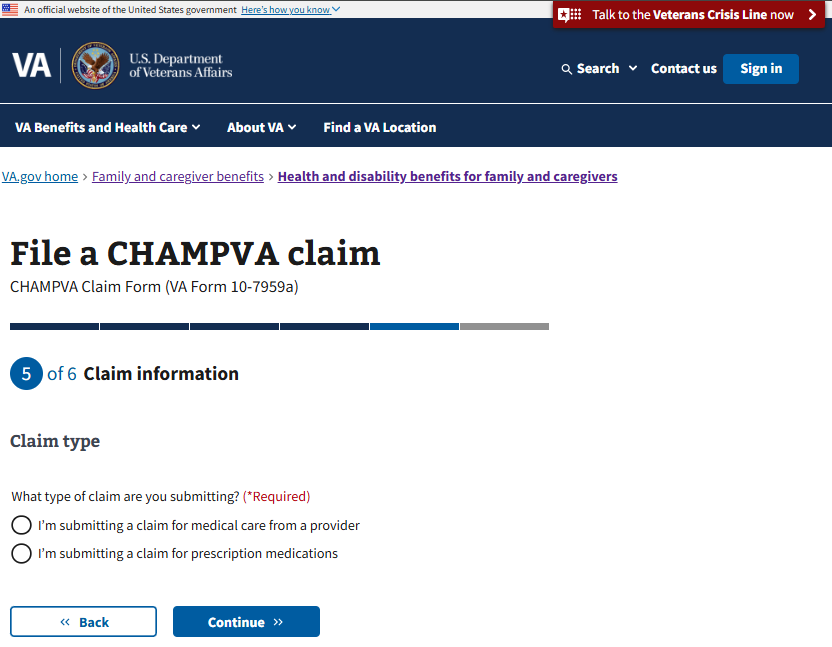 An official website of the United States government Here's how you know
Talk to the Veterans Crisis Line now
VA
U.S. Department
of Veterans Affairs
Search
Contact us
Sign in
VA Benefits and Health Care
About VA
Find a VA Location
VA.gov home › Family and caregiver benefits › Health and disability benefits for family and caregivers
File a CHAMPVA claim
CHAMPVA Claim Form (VA Form 10-7959a)
5 of 6 Claim information
Claim type
What type of claim are you submitting? (*Required)
I'm submitting a claim for medical care from a provider
I'm submitting a claim for prescription medications
« Back
Continue »